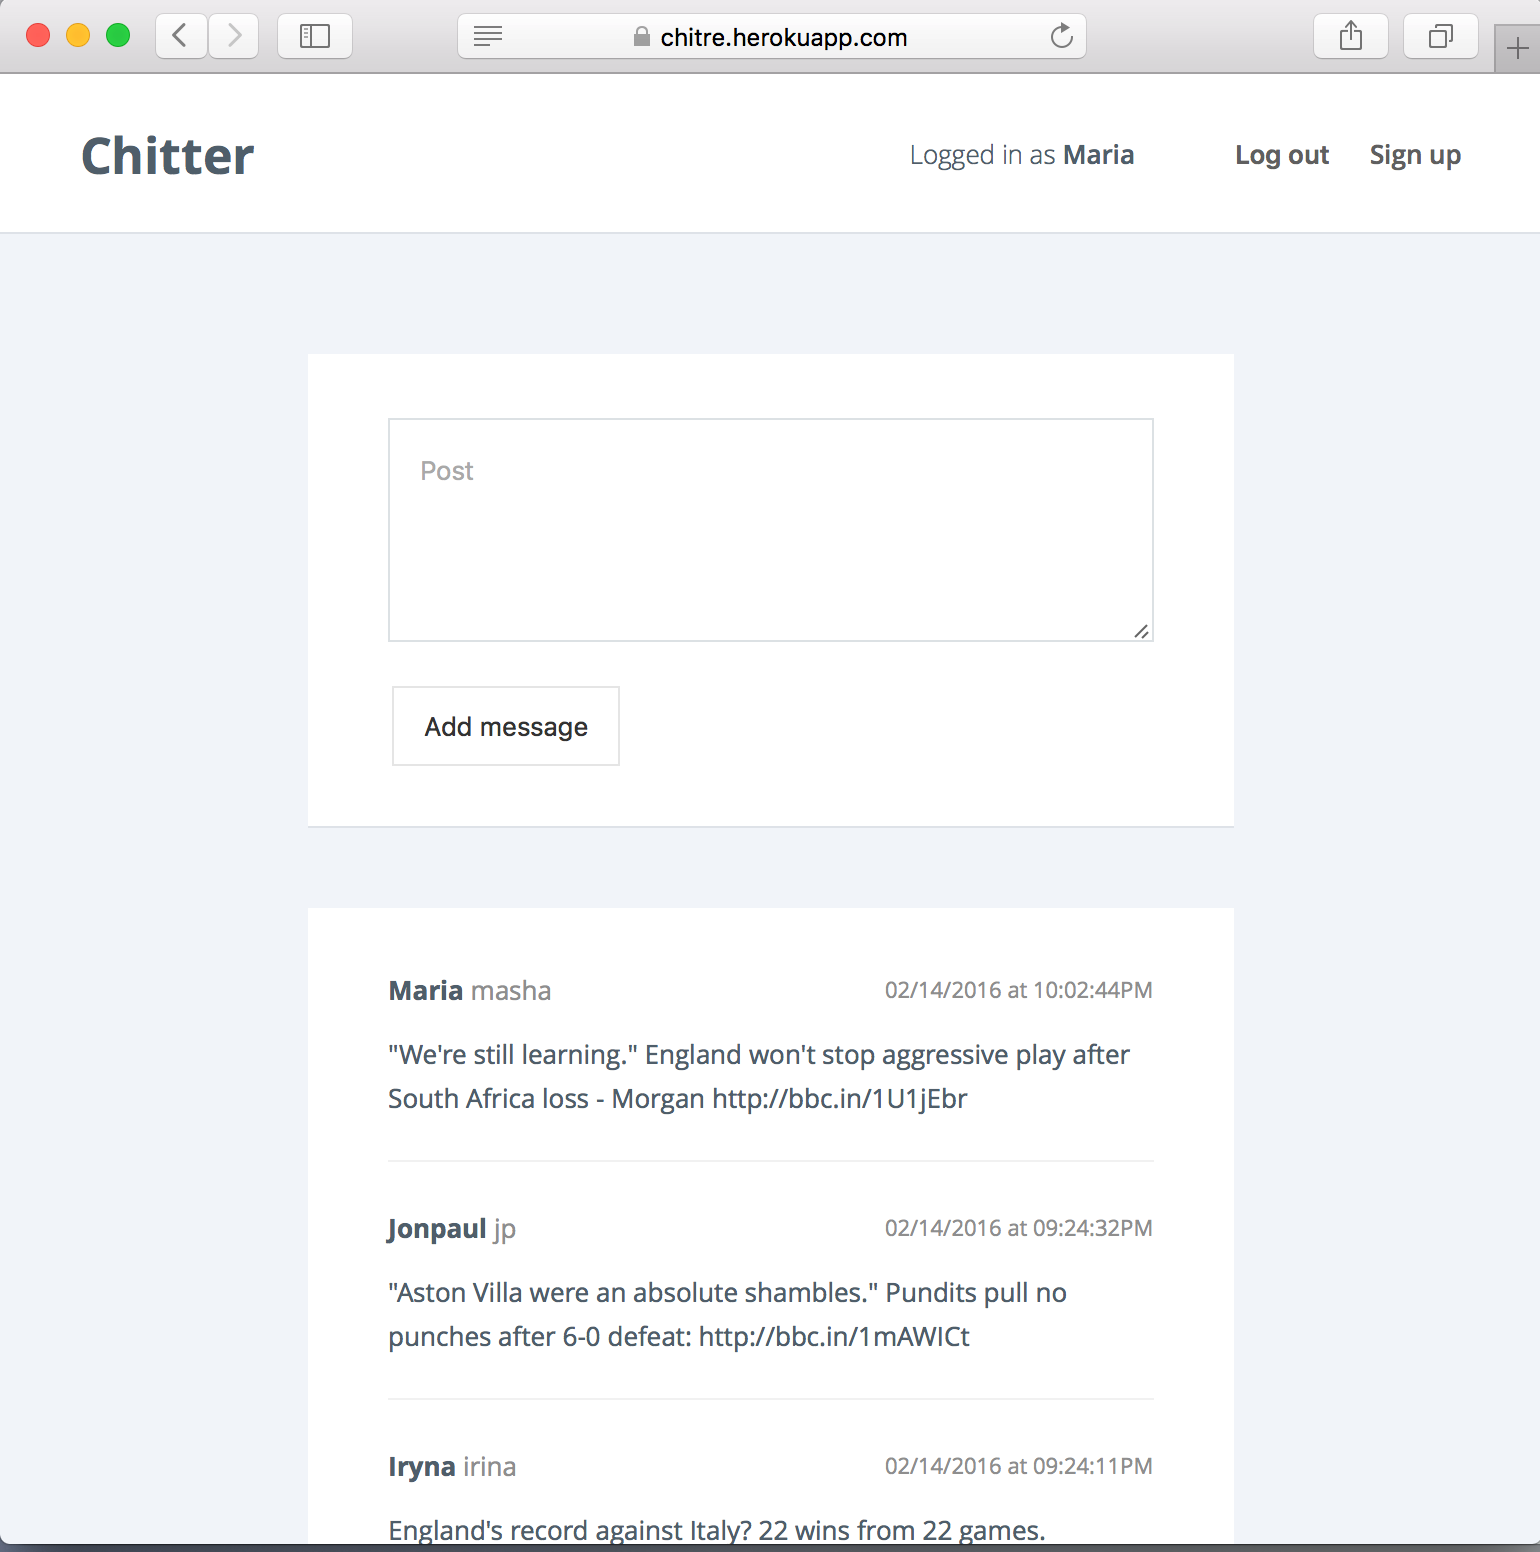 chitre.herokuapp.com
Chitter
Logged in as Maria
Log out
Sign up
Post
Add message
Maria masha
02/14/2016 at 10:02:44PM
"We're still learning." England won't stop aggressive play after
South Africa loss - Morgan http://bbc.in/1U1jEbr
Jonpaul jp
02/14/2016 at 09:24:32PM
"Aston Villa were an absolute shambles." Pundits pull no
punches after 6-0 defeat: http://bbc.in/1mAWICt
Iryna irina
02/14/2016 at 09:24:11PM
England's record against Italy? 22 wins from 22 games.